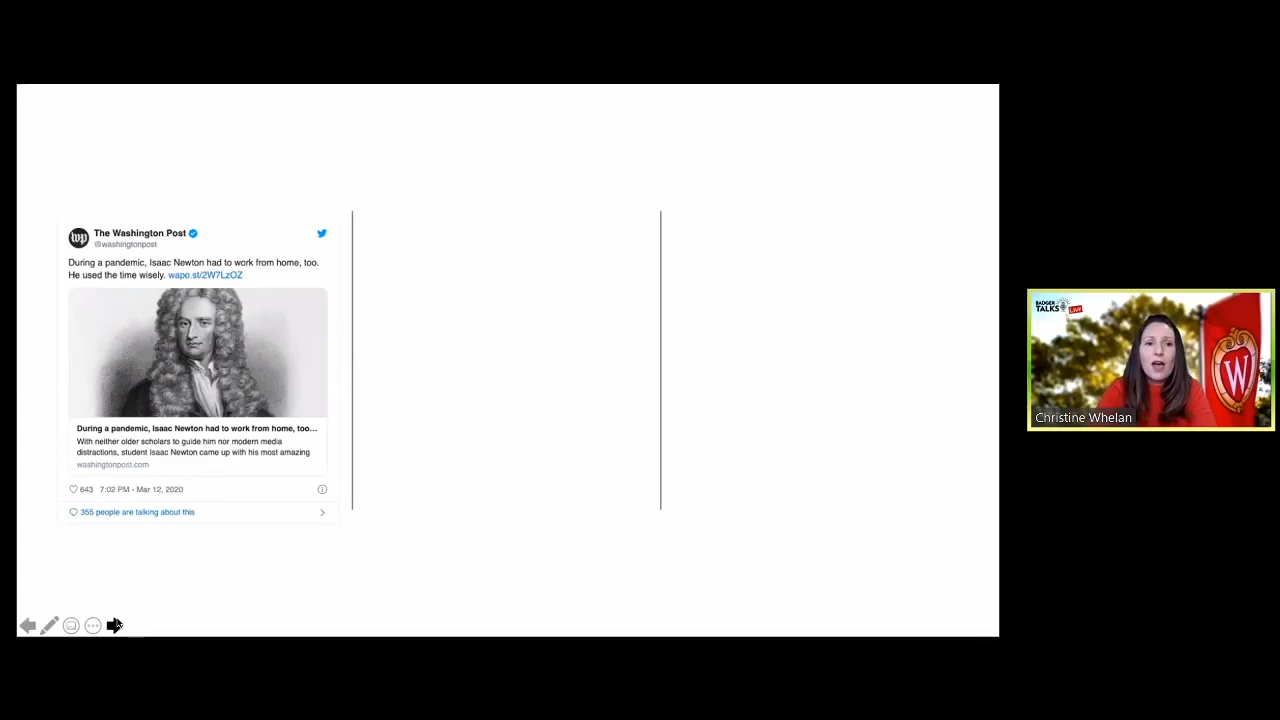 The Washington Post
@washingtonpost
During a pandemic, Isaac Newton had to work from home, too.
He used the time wisely. wapo.st/2W7LzOZ
During a pandemic, Isaac Newton had to work from home, too...
With neither older scholars to guide him nor modern media
distractions, student Isaac Newton came up with his most amazing
washingtonpost.com
643 7:02 PM - Mar 12, 2020
355 people are talking about this
BADGER
TALKS LIVE
W
Christine Whelan